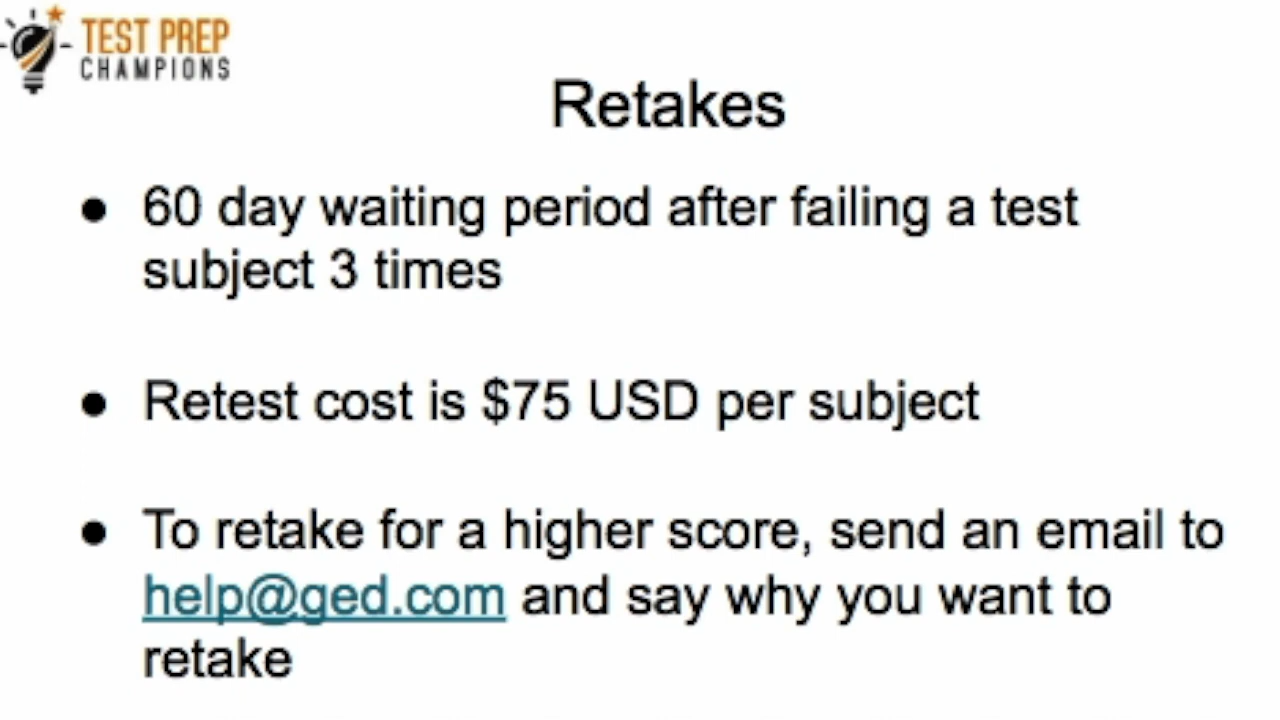 TEST PREP
CHAMPIONS
Retakes
● 60 day waiting period after failing a test
subject 3 times
● Retest cost is $75 USD per subject
● To retake for a higher score, send an email to
help@ged.com and say why you want to
retake